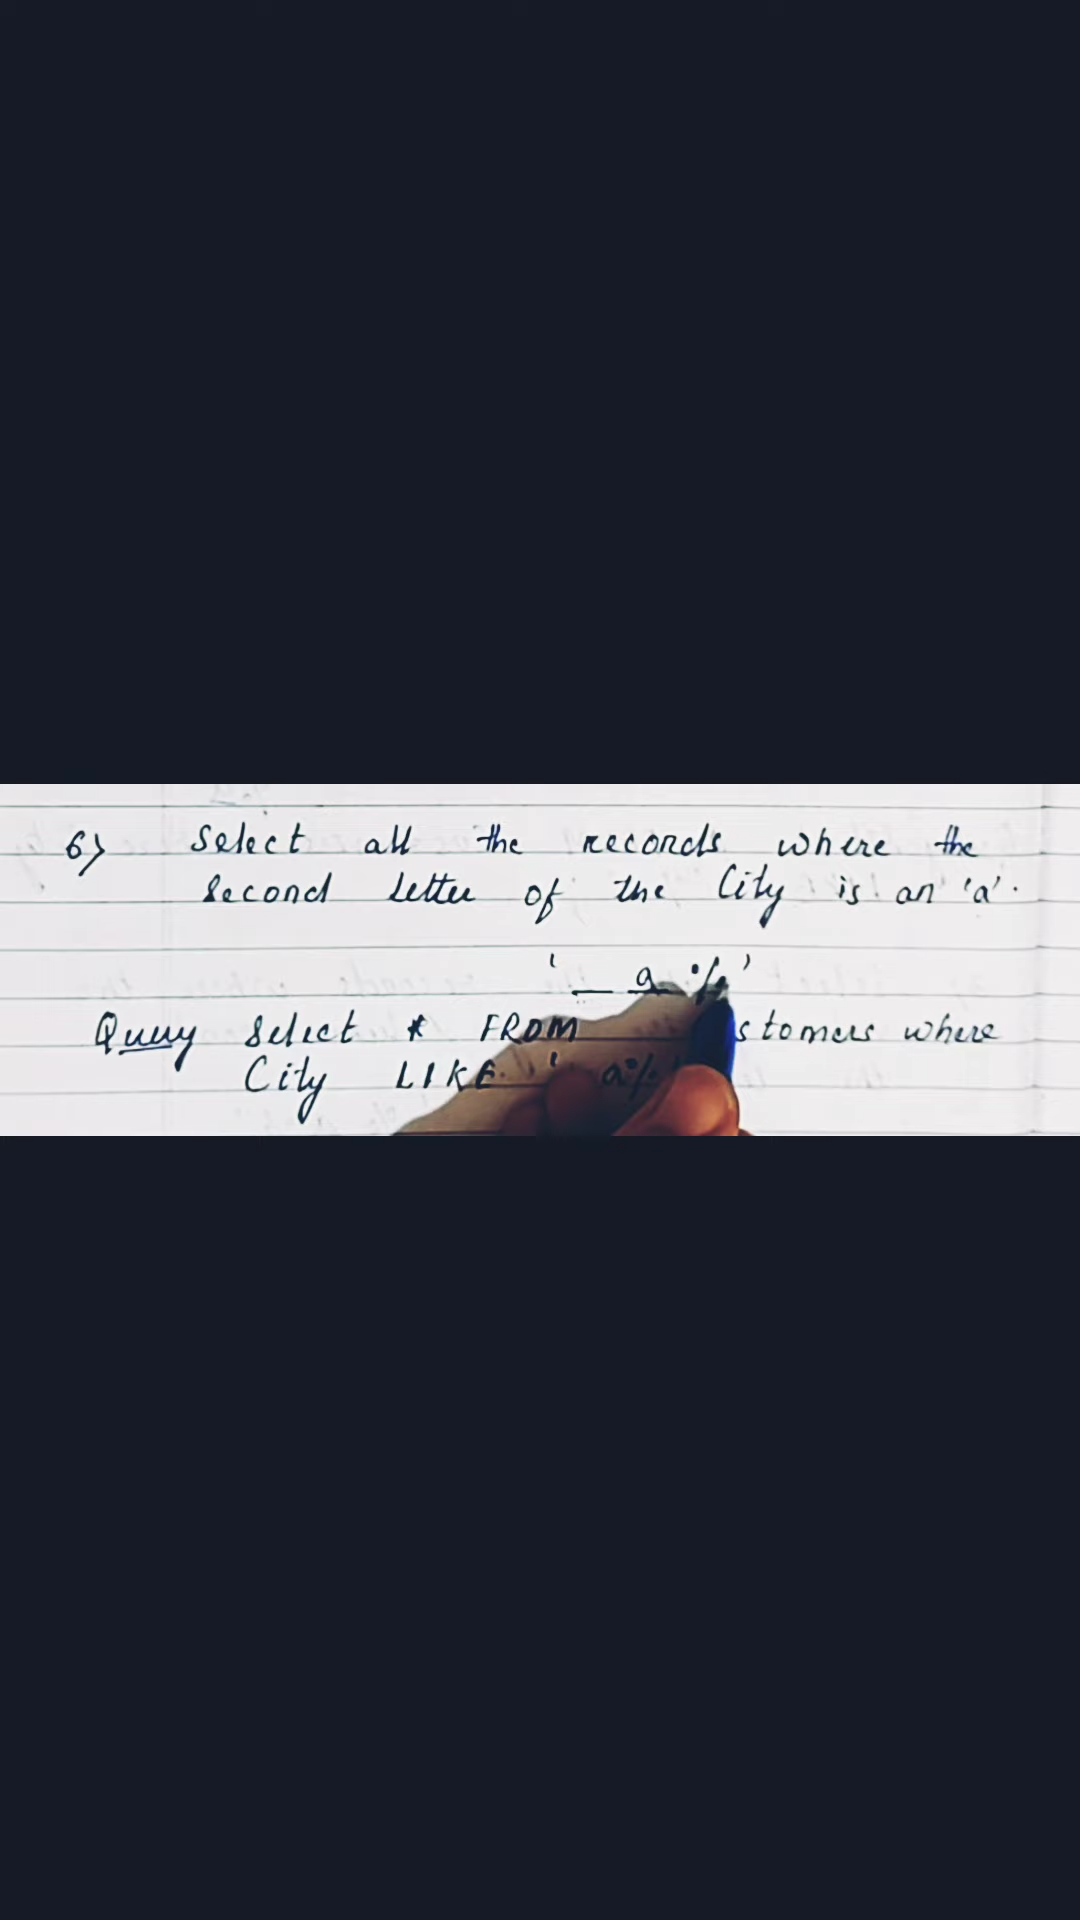 6) Select all the records where the
Second letter of the City is an 'a'.
'_ a %'
Query Select * FROM stomers where
City LIKE ' a%'